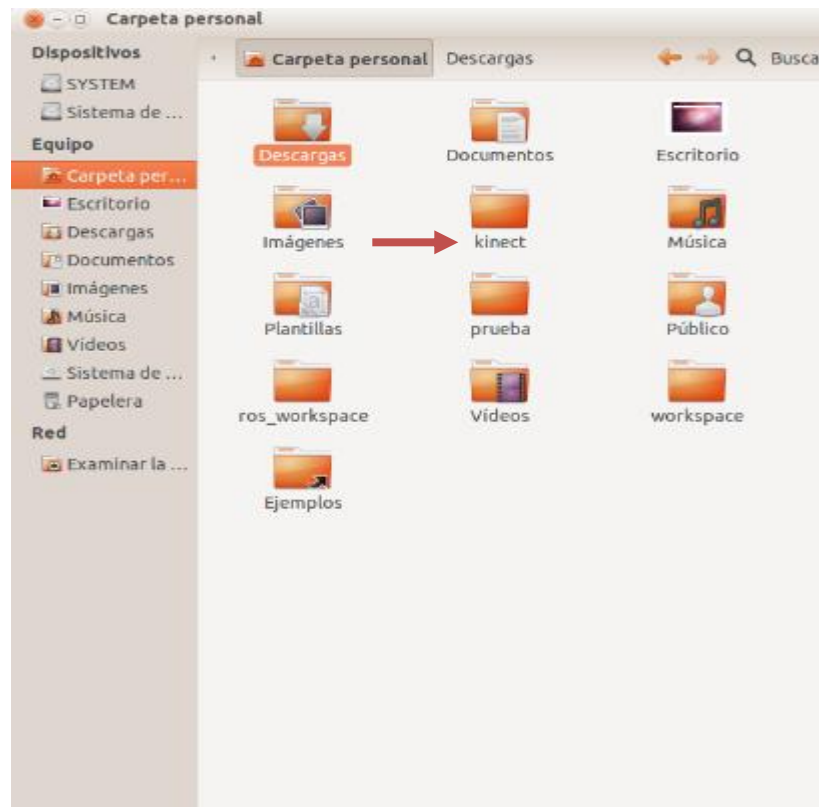 Carpeta personal
Dispositivos
SYSTEM
Sistema de ...
Equipo
Carpeta per...
Escritorio
Descargas
Documentos
Imágenes
Música
Vídeos
Sistema de ...
Papelera
Red
Examinar la ...
Carpeta personal Descargas Busca
Descargas Documentos Escritorio
Imágenes kinect Música
Plantillas prueba Público
ros_workspace Vídeos workspace
Ejemplos